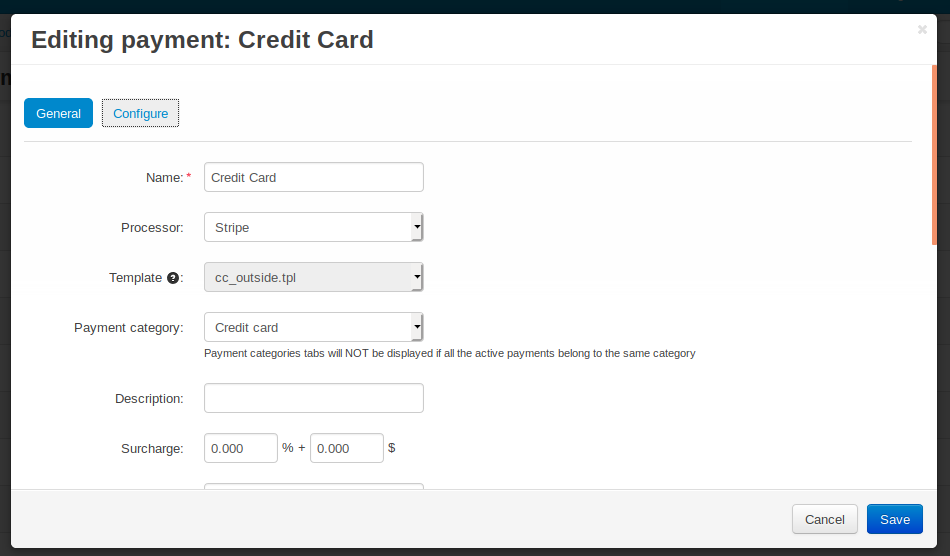 Editing payment: Credit Card
×
General
Configure
Name: *
Credit Card
Processor:
Stripe
Template ?:
cc_outside.tpl
Payment category:
Credit card
Payment categories tabs will NOT be displayed if all the active payments belong to the same category
Description:
Surcharge:
0.000 % + 0.000 $
Cancel
Save